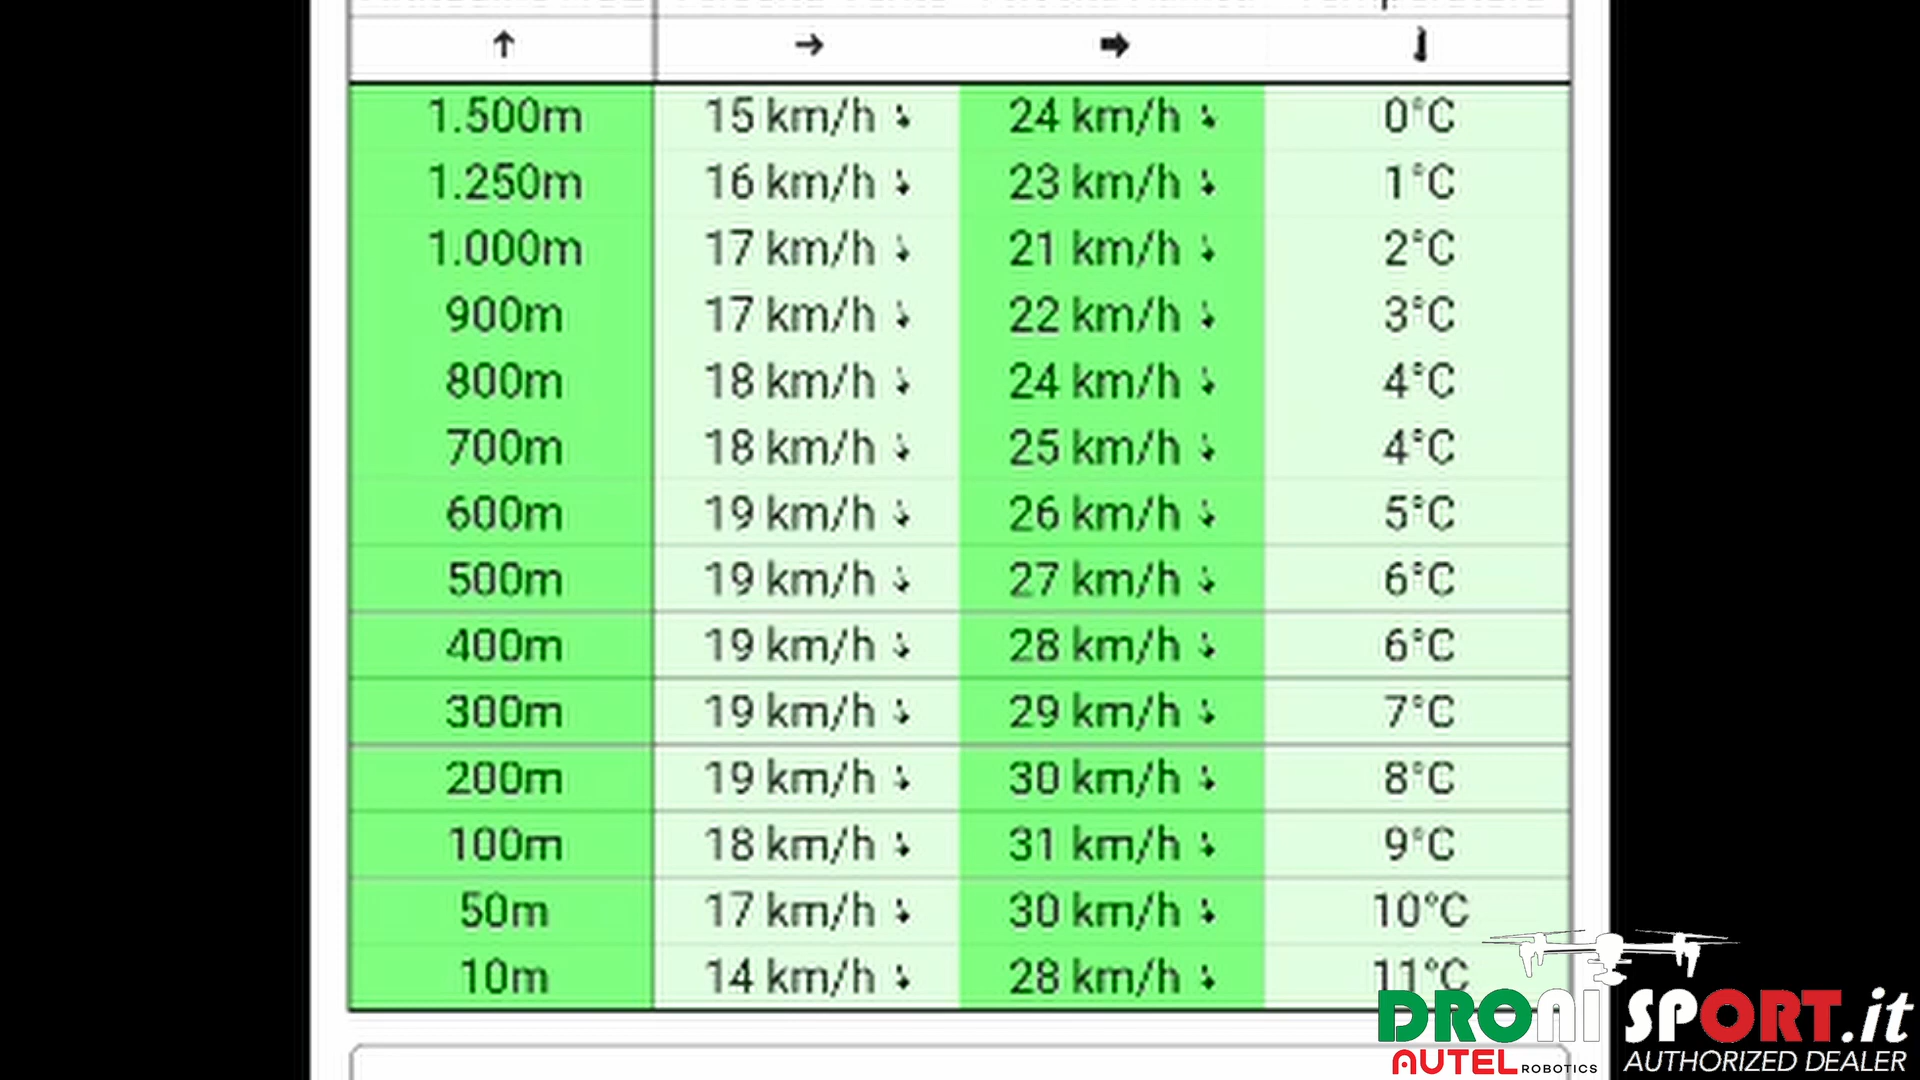 1.500m 15 km/h 24 km/h 0°C
1.250m 16 km/h 23 km/h 1°C
1.000m 17 km/h 21 km/h 2°C
900m 17 km/h 22 km/h 3°C
800m 18 km/h 24 km/h 4°C
700m 18 km/h 25 km/h 4°C
600m 19 km/h 26 km/h 5°C
500m 19 km/h 27 km/h 6°C
400m 19 km/h 28 km/h 6°C
300m 19 km/h 29 km/h 7°C
200m 19 km/h 30 km/h 8°C
100m 18 km/h 31 km/h 9°C
50m 17 km/h 30 km/h 10°C
10m 14 km/h 28 km/h 11°C
DRONI SPORT.it
AUTEL ROBOTICS AUTHORIZED DEALER